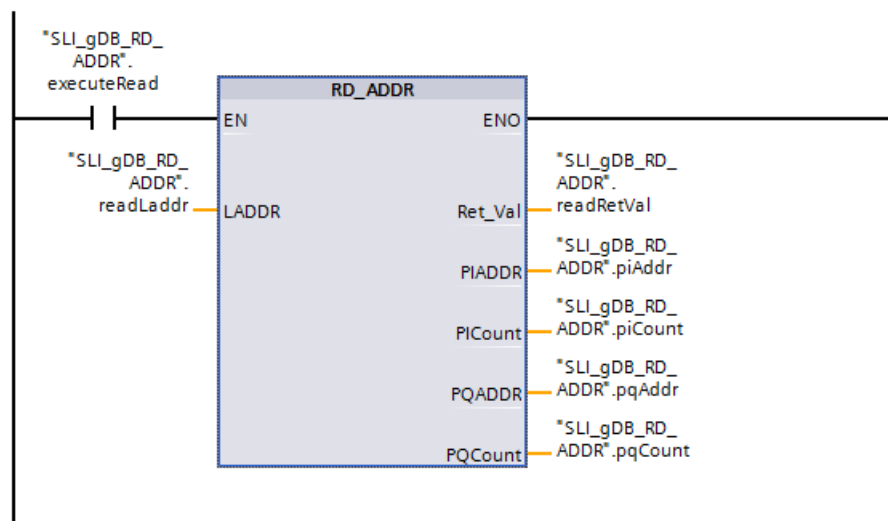 "SLI_gDB_RD_
ADDR".
executeRead
RD_ADDR
EN
ENO
"SLI_gDB_RD_
ADDR".
readLaddr
LADDR
Ret_Val
"SLI_gDB_RD_
ADDR".
readRetVal
PIADDR
"SLI_gDB_RD_
ADDR".piAddr
PICount
"SLI_gDB_RD_
ADDR".piCount
PQADDR
"SLI_gDB_RD_
ADDR".pqAddr
PQCount
"SLI_gDB_RD_
ADDR".pqCount